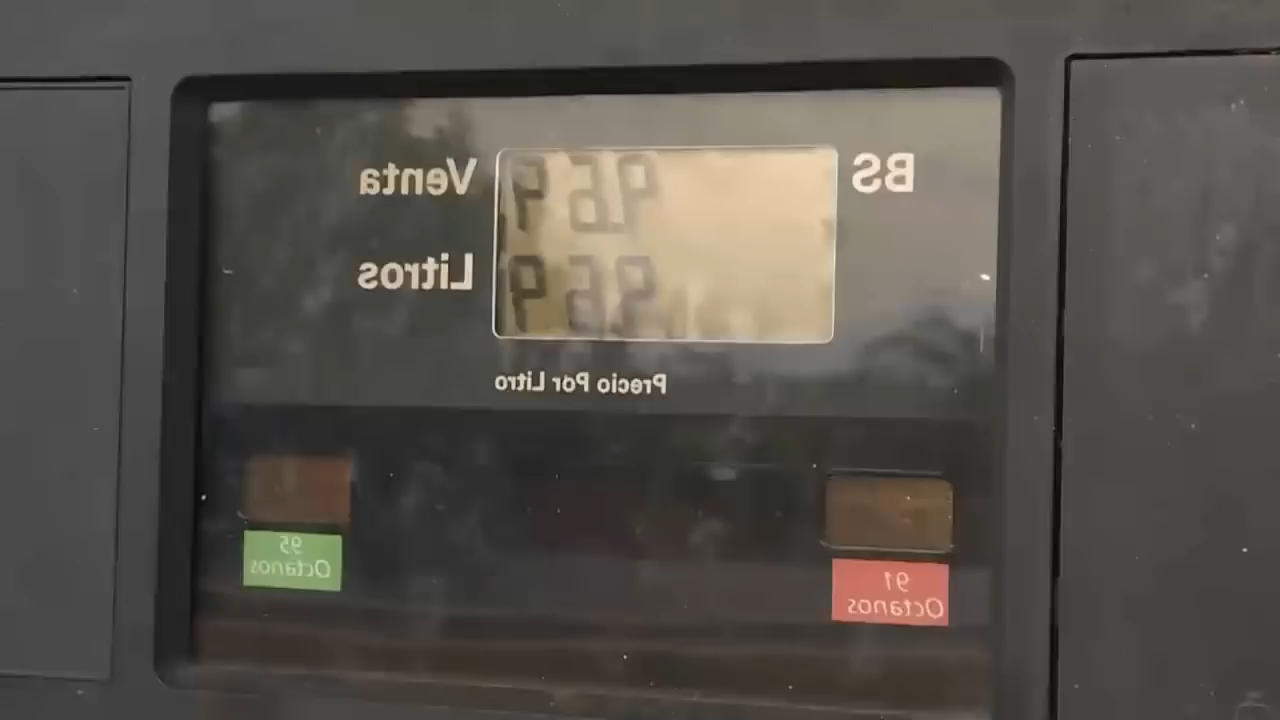 BS Venta
Litros
Precio Por Litro
91
Octanos
95
Octanos